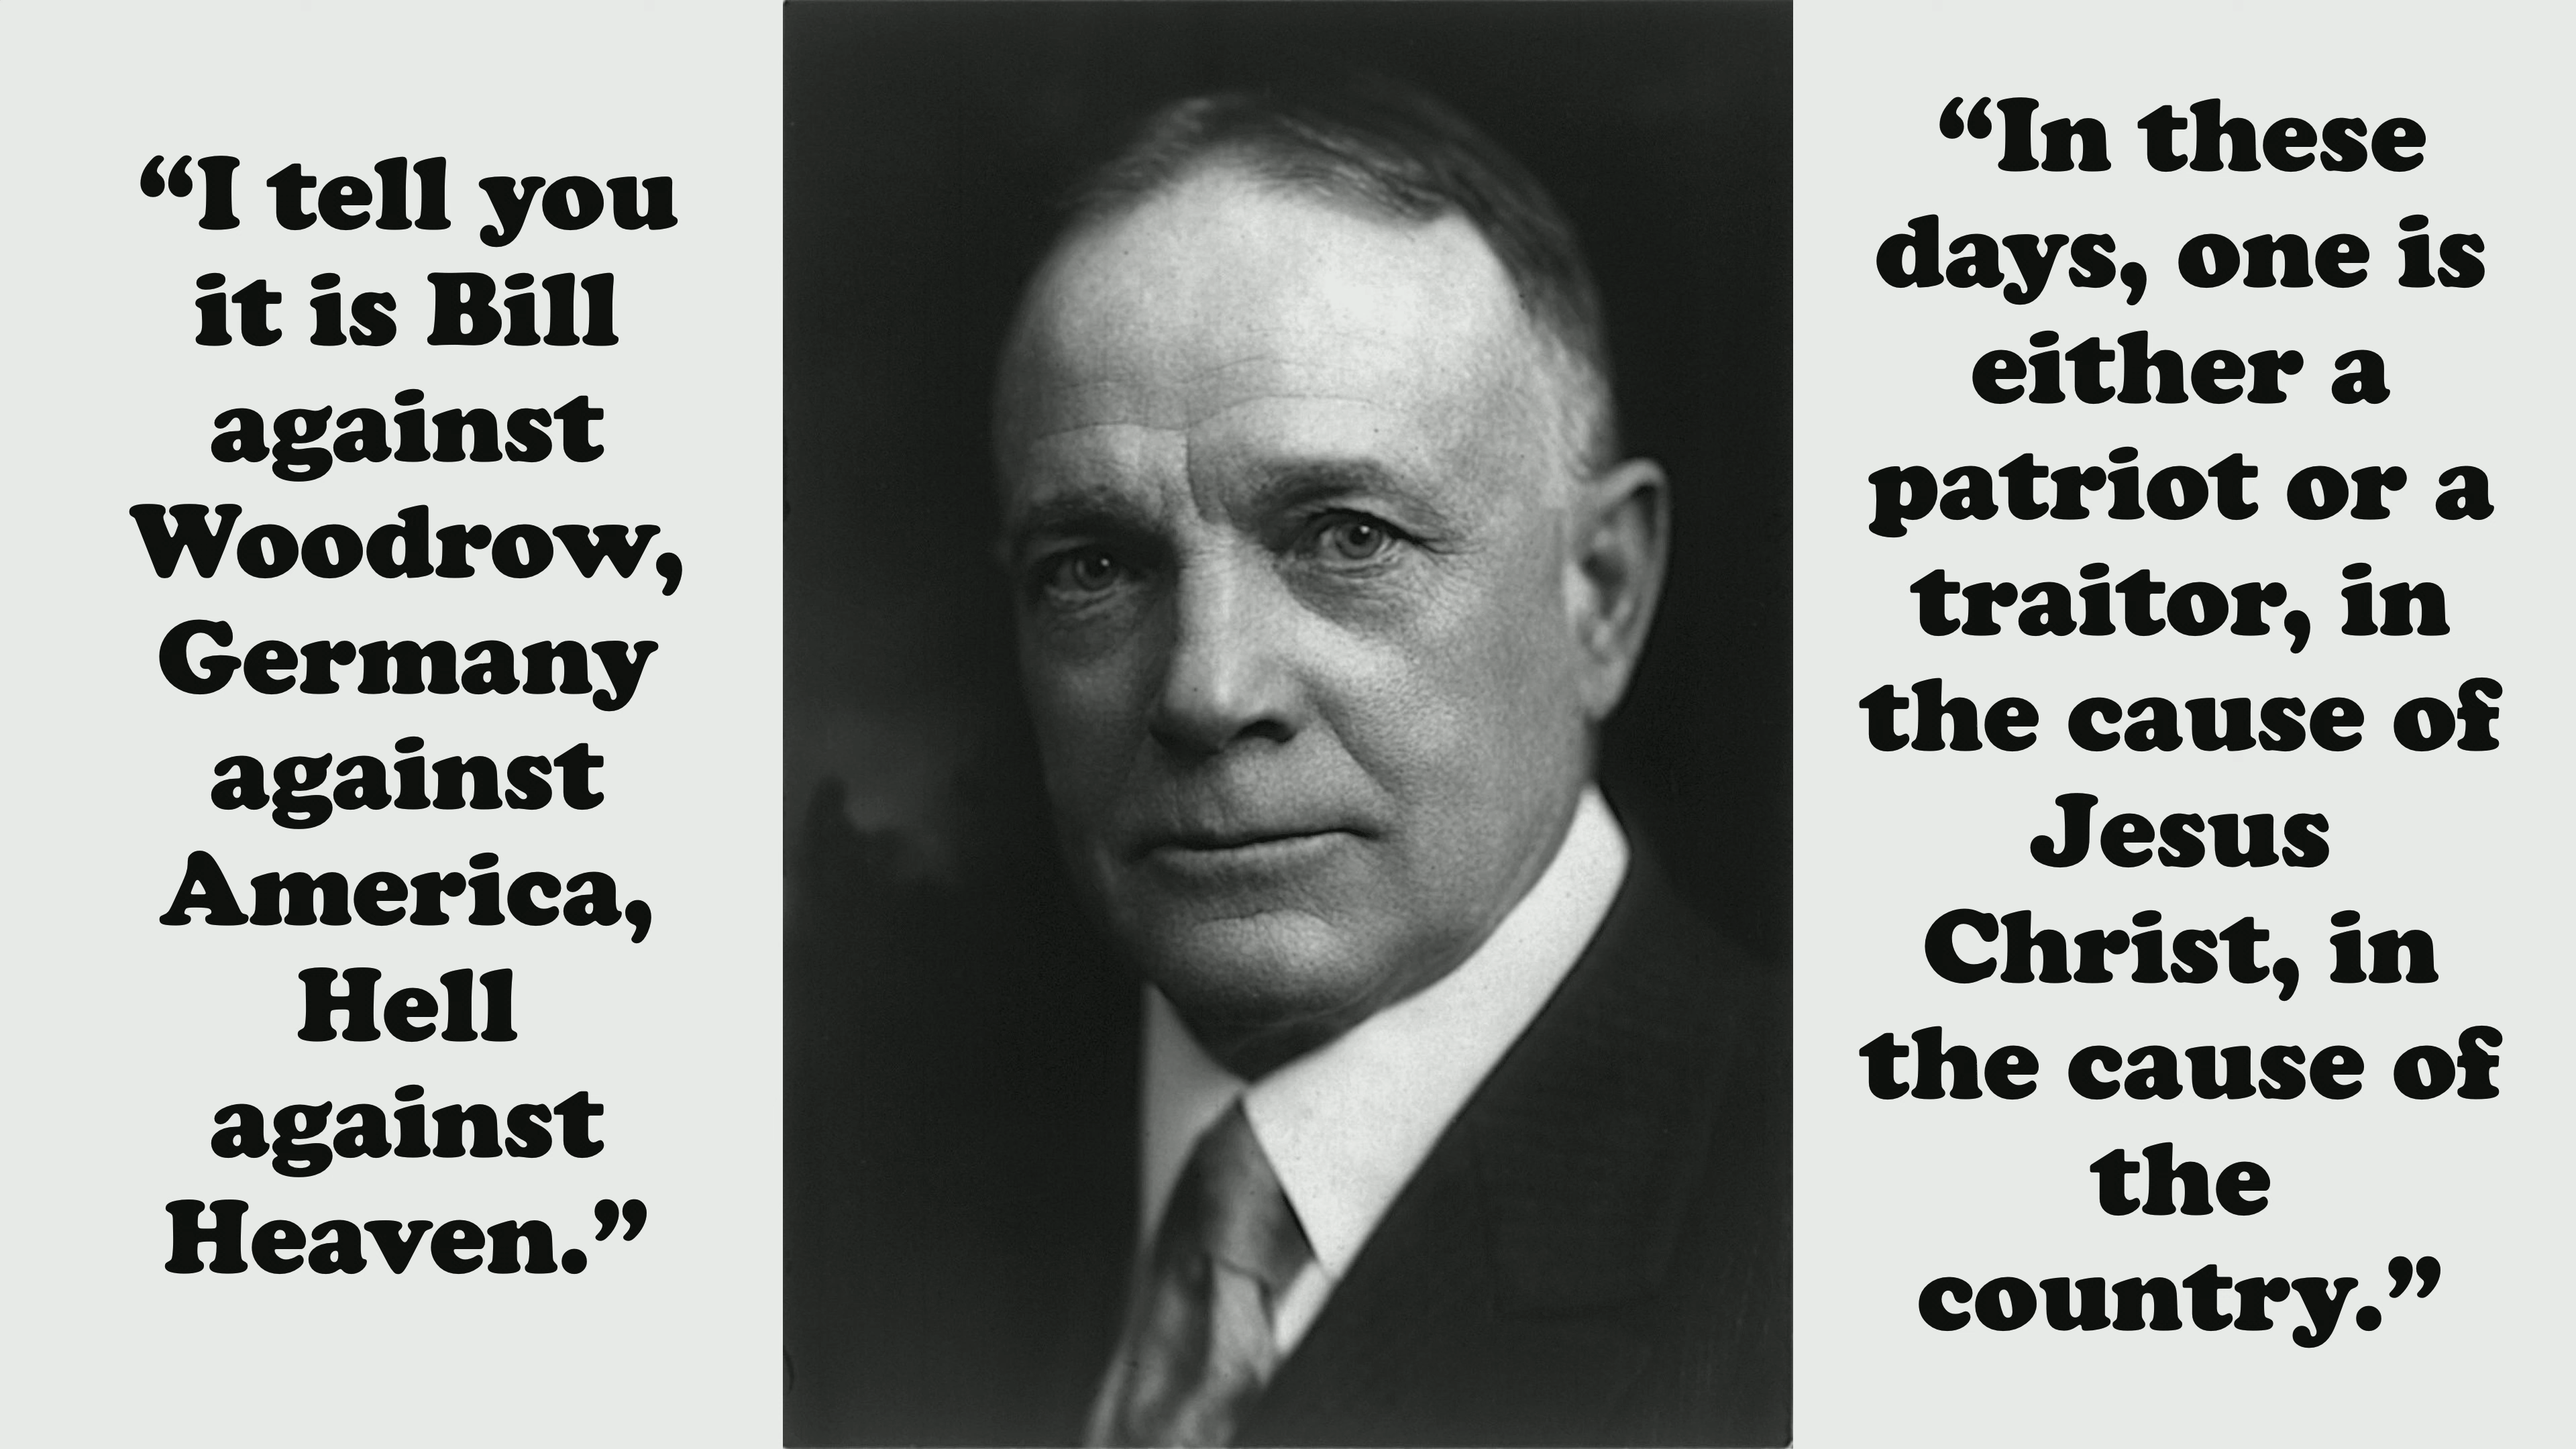 “I tell you
it is Bill
against
Woodrow,
Germany
against
America,
Hell
against
Heaven.”
“In these
days, one is
either a
patriot or a
traitor, in
the cause of
Jesus
Christ, in
the cause of
the
country.”